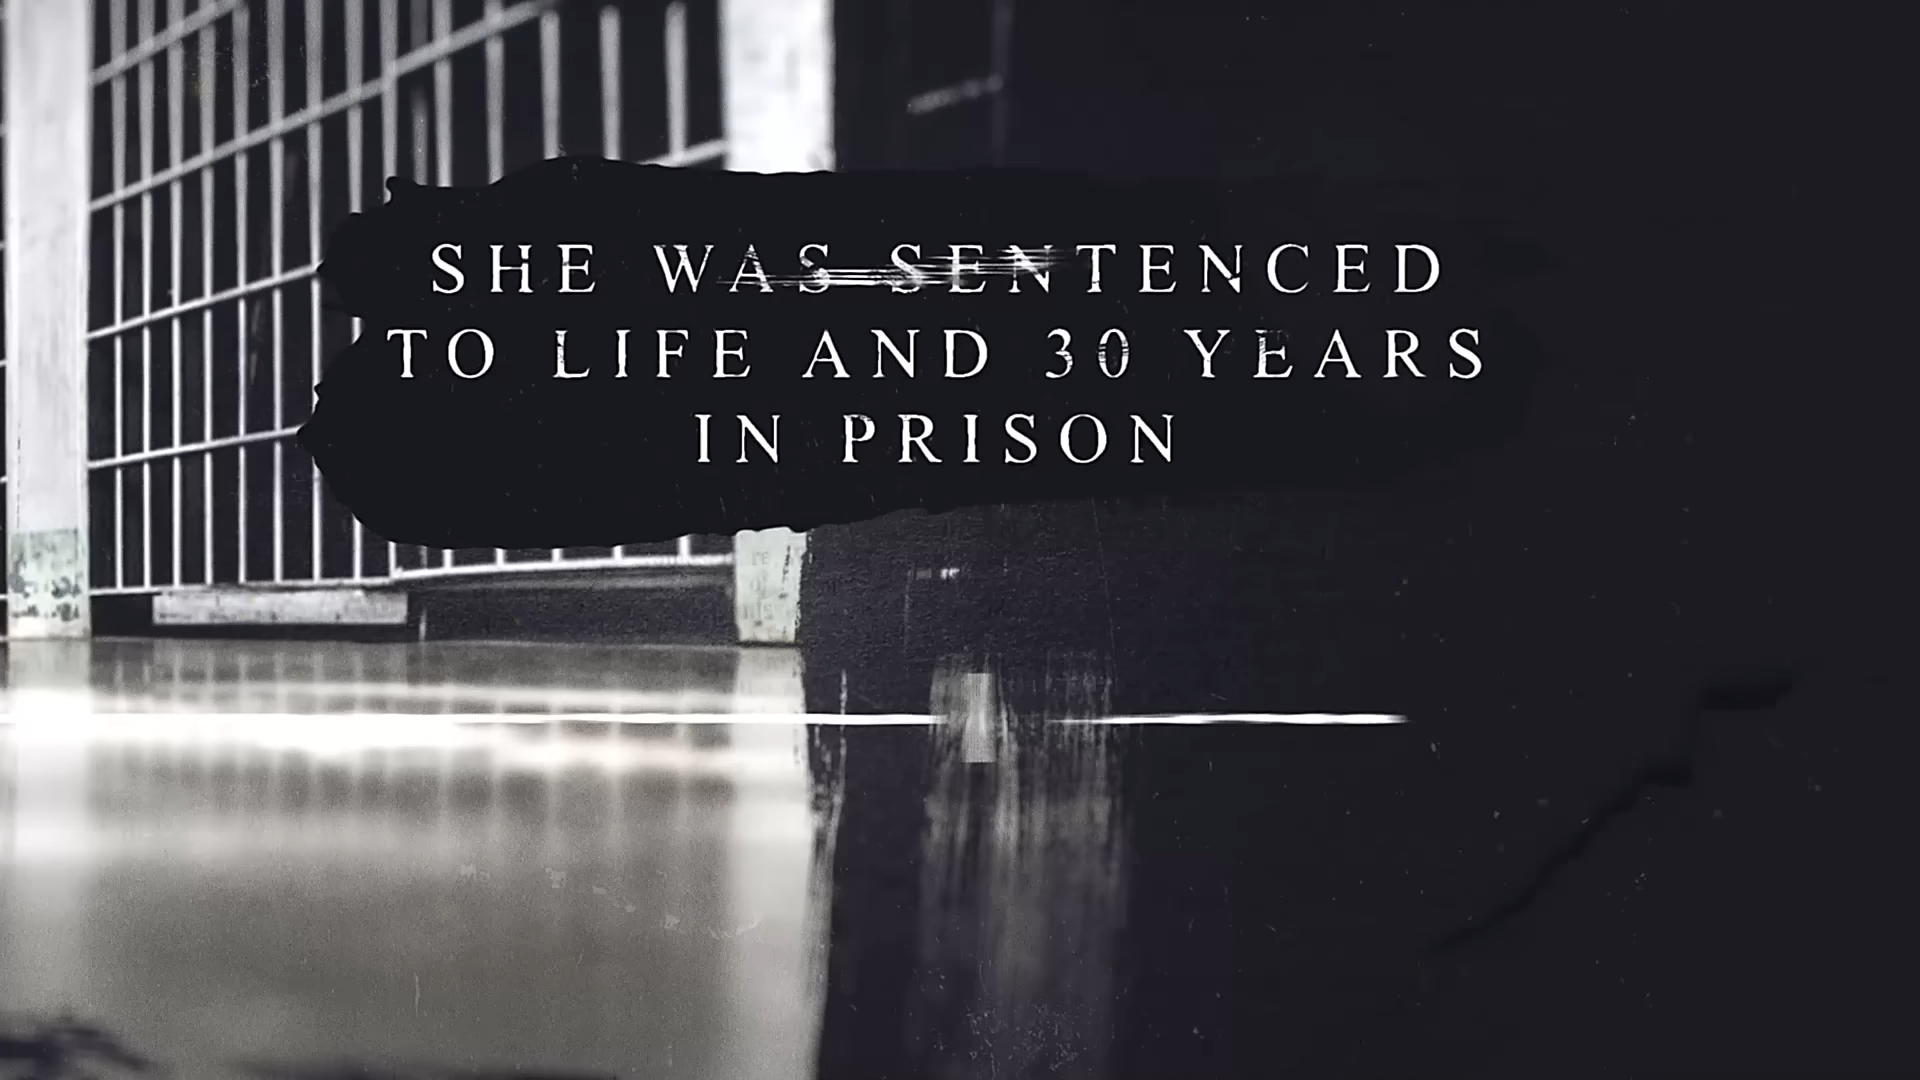 SHE WAS SENTENCED
TO LIFE AND 30 YEARS
IN PRISON